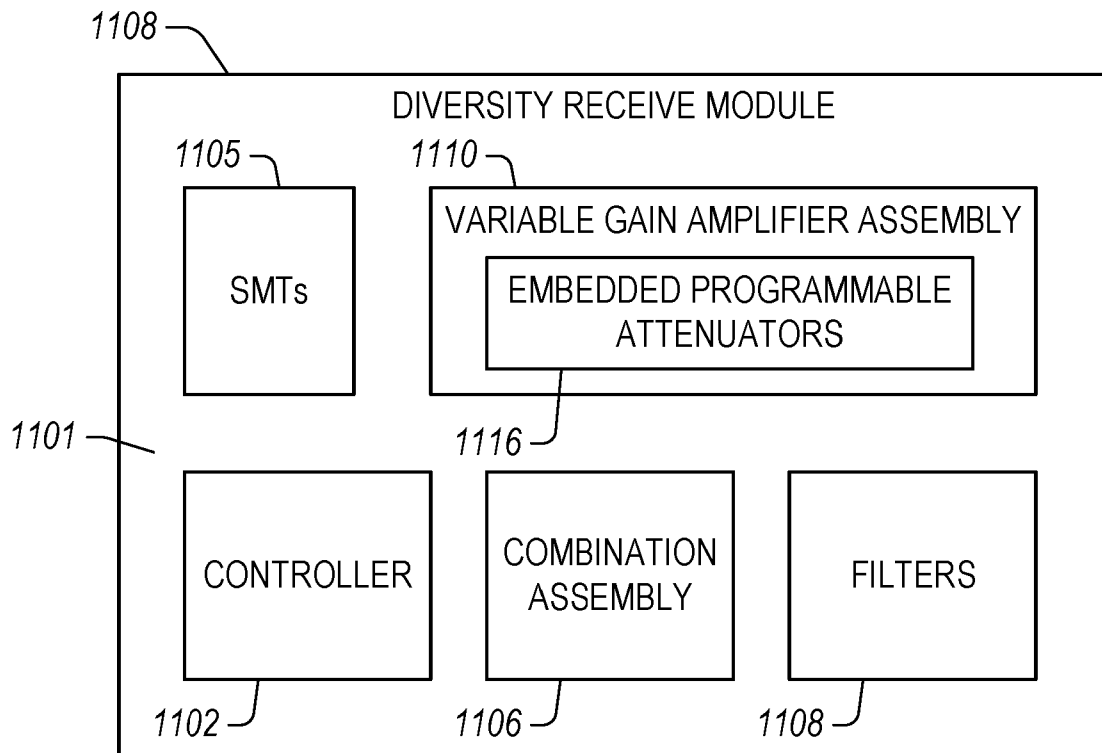 1108
DIVERSITY RECEIVE MODULE
1105
1110
SMTs
VARIABLE GAIN AMPLIFIER ASSEMBLY
EMBEDDED PROGRAMMABLE
ATTENUATORS
1101
1116
CONTROLLER
COMBINATION
ASSEMBLY
FILTERS
1102
1106
1108